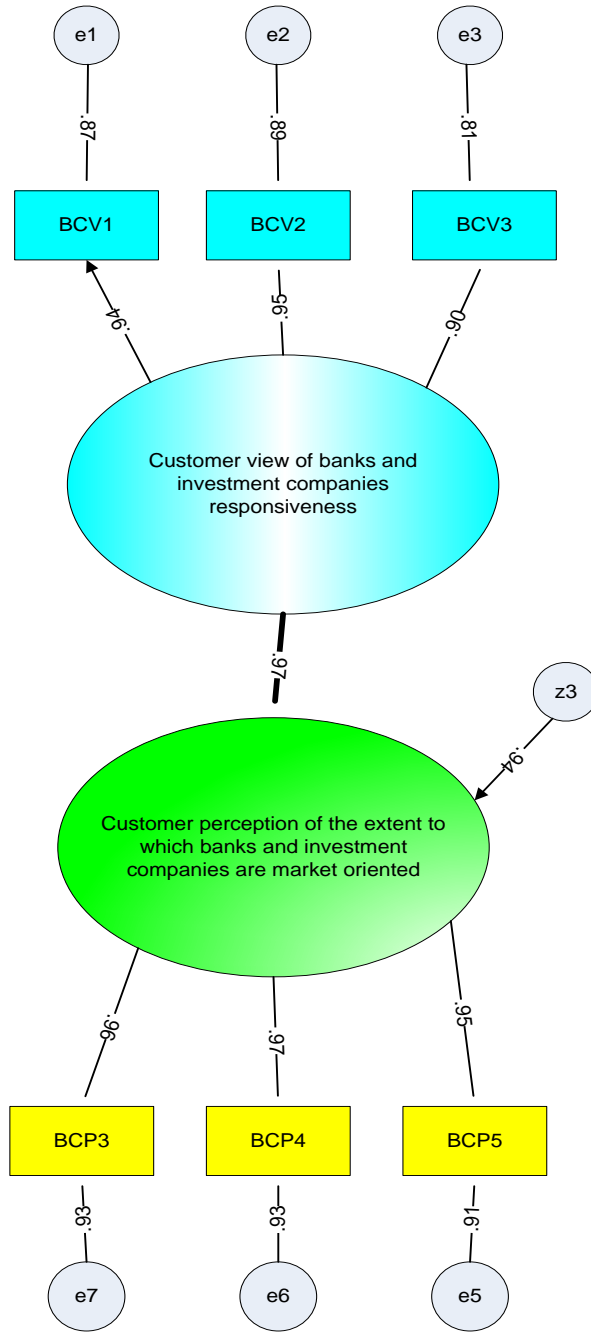 e1
e2
e3
.87
.89
.81
BCV1
BCV2
BCV3
.94
.95
.90
Customer view of banks and
investment companies
responsiveness
.97
z3
.94
Customer perception of the extent to
which banks and investment
companies are market oriented
.96
.97
.95
BCP3
BCP4
BCP5
.93
.93
.91
e7
e6
e5